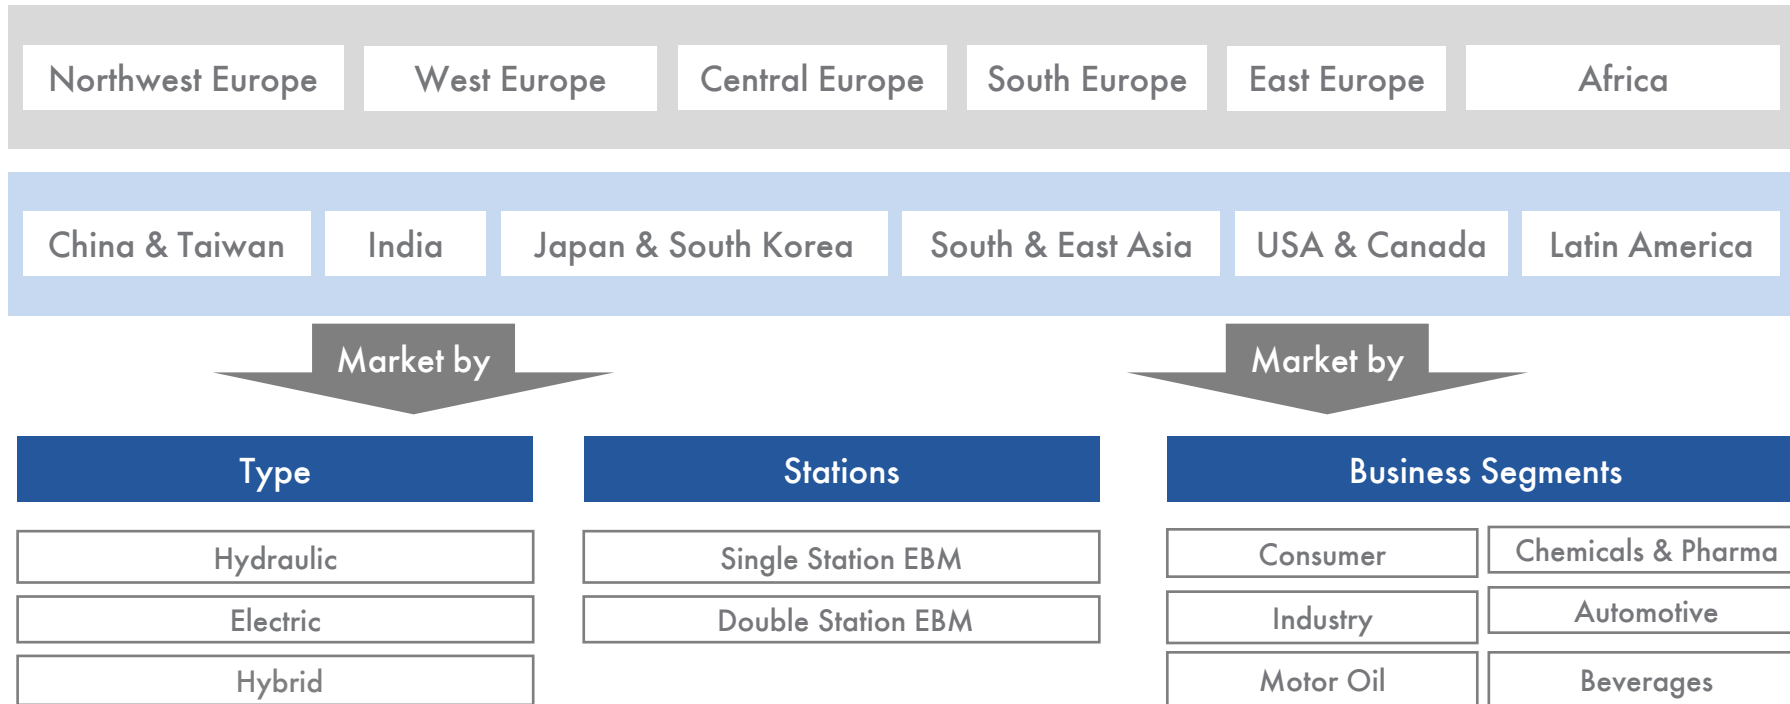 Northwest Europe
West Europe
Central Europe
South Europe
East Europe
Africa
China & Taiwan
India
Japan & South Korea
South & East Asia
USA & Canada
Latin America
Market by
Market by
Type
Stations
Business Segments
Hydraulic
Electric
Hybrid
Single Station EBM
Double Station EBM
Consumer
Chemicals & Pharma
Industry
Automotive
Motor Oil
Beverages